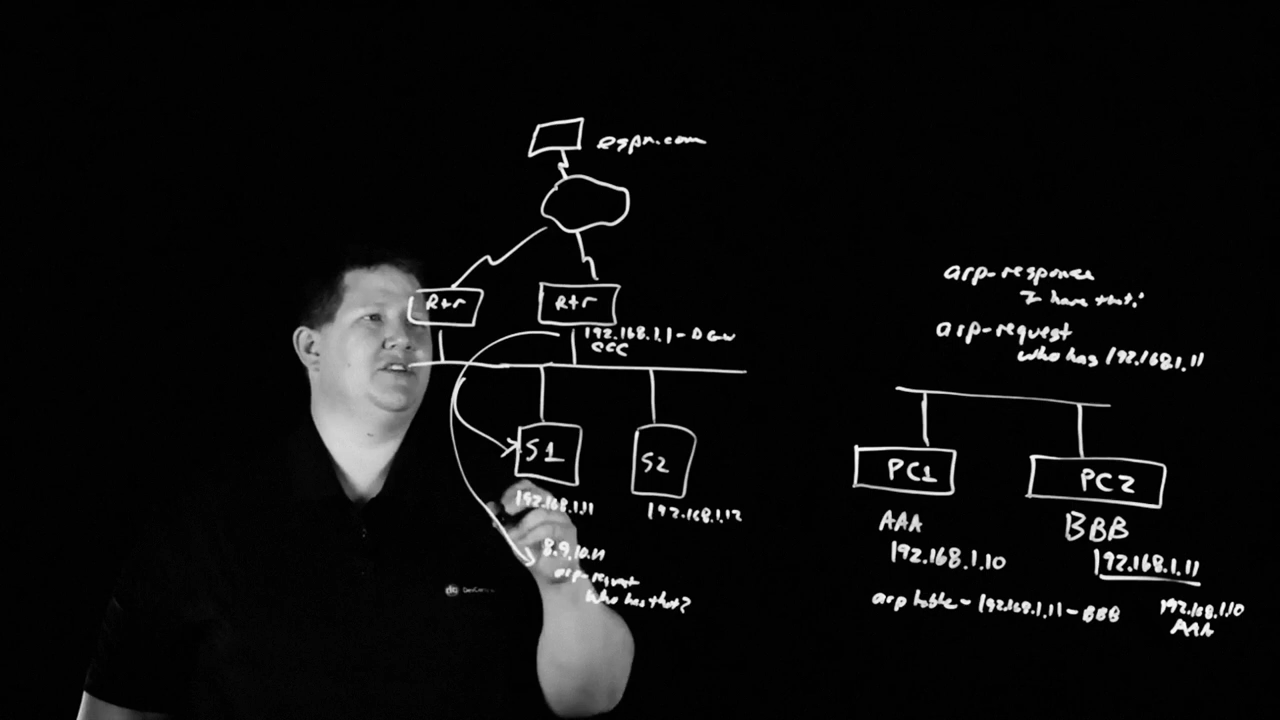 espn.com
Rtr
Rtr
192.168.1.1 - DGW
CCC
S1
S2
192.168.1.11
192.168.1.12
8.9.10.11
arp-request
who has that?
arp-response
I have that!
arp-request
who has 192.168.1.11
PC1
PC2
AAA
BBB
192.168.1.10
192.168.1.11
arp table - 192.168.1.11 - BBB
192.168.1.10
AAA